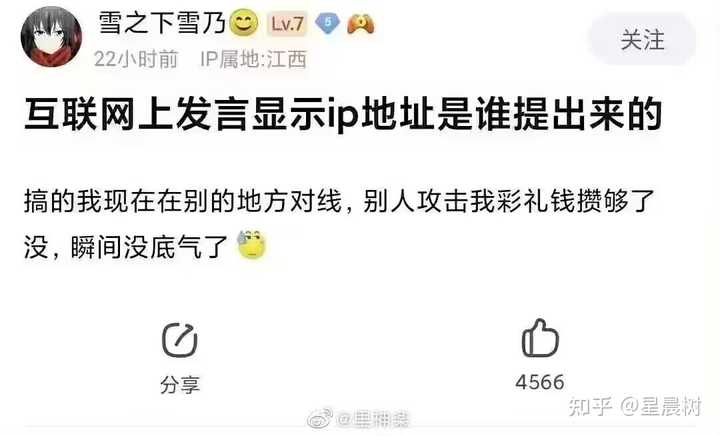 雪之下雪乃😊 Lv.7 5
22小时前 IP属地:江西
关注
互联网上发言显示ip地址是谁提出来的
搞的我现在在别的地方对线，别人攻击我彩礼钱攒够了
没，瞬间没底气了😓
分享
4566
知乎 @星晨树